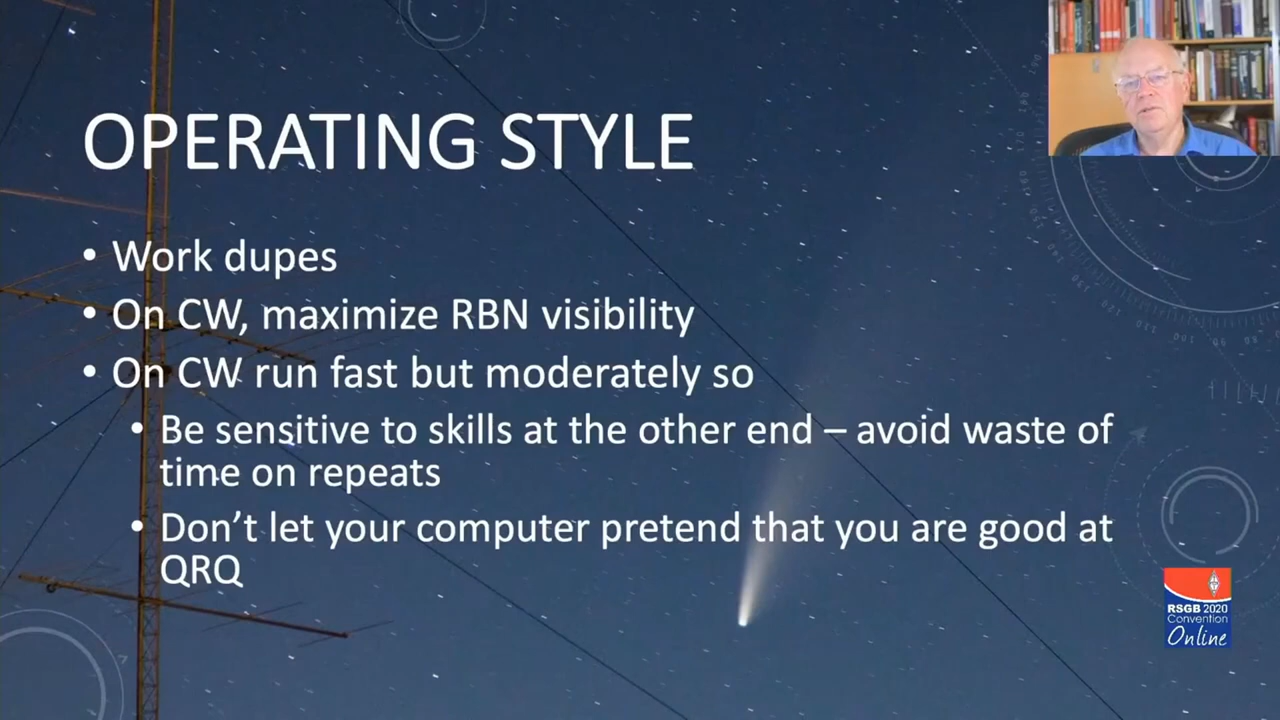 OPERATING STYLE
• Work dupes
• On CW, maximize RBN visibility
• On CW run fast but moderately so
• Be sensitive to skills at the other end – avoid waste of
time on repeats
• Don’t let your computer pretend that you are good at
QRQ
RSGB 2020
Convention
Online